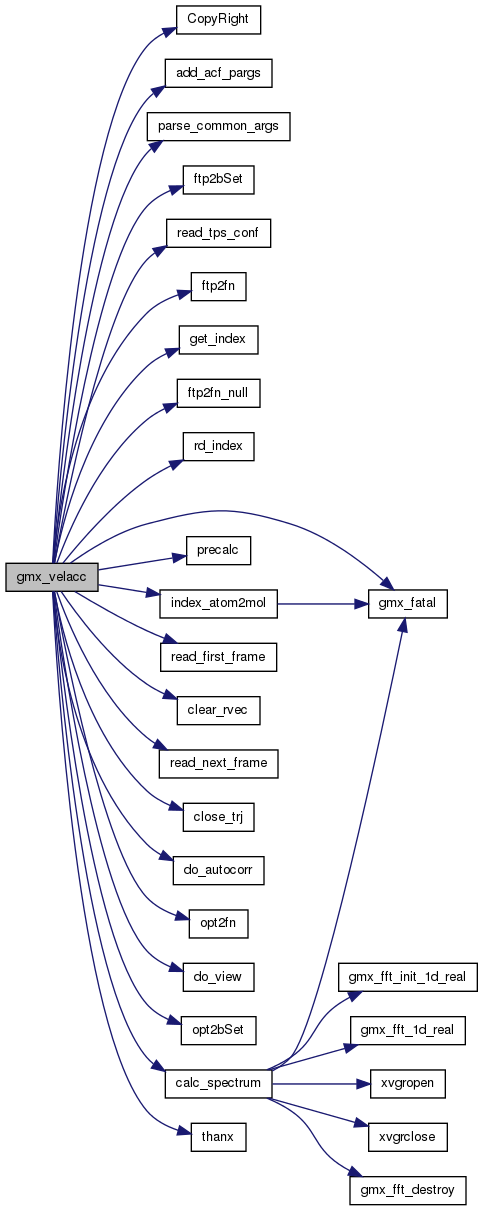 CopyRight
add_acf_pargs
parse_common_args
ftp2bSet
read_tps_conf
ftp2fn
get_index
ftp2fn_null
rd_index
precalc
gmx_velacc
index_atom2mol
gmx_fatal
read_first_frame
clear_rvec
read_next_frame
close_trj
do_autocorr
opt2fn
do_view
gmx_fft_init_1d_real
opt2bSet
gmx_fft_1d_real
calc_spectrum
xvgropen
thanx
xvgrclose
gmx_fft_destroy